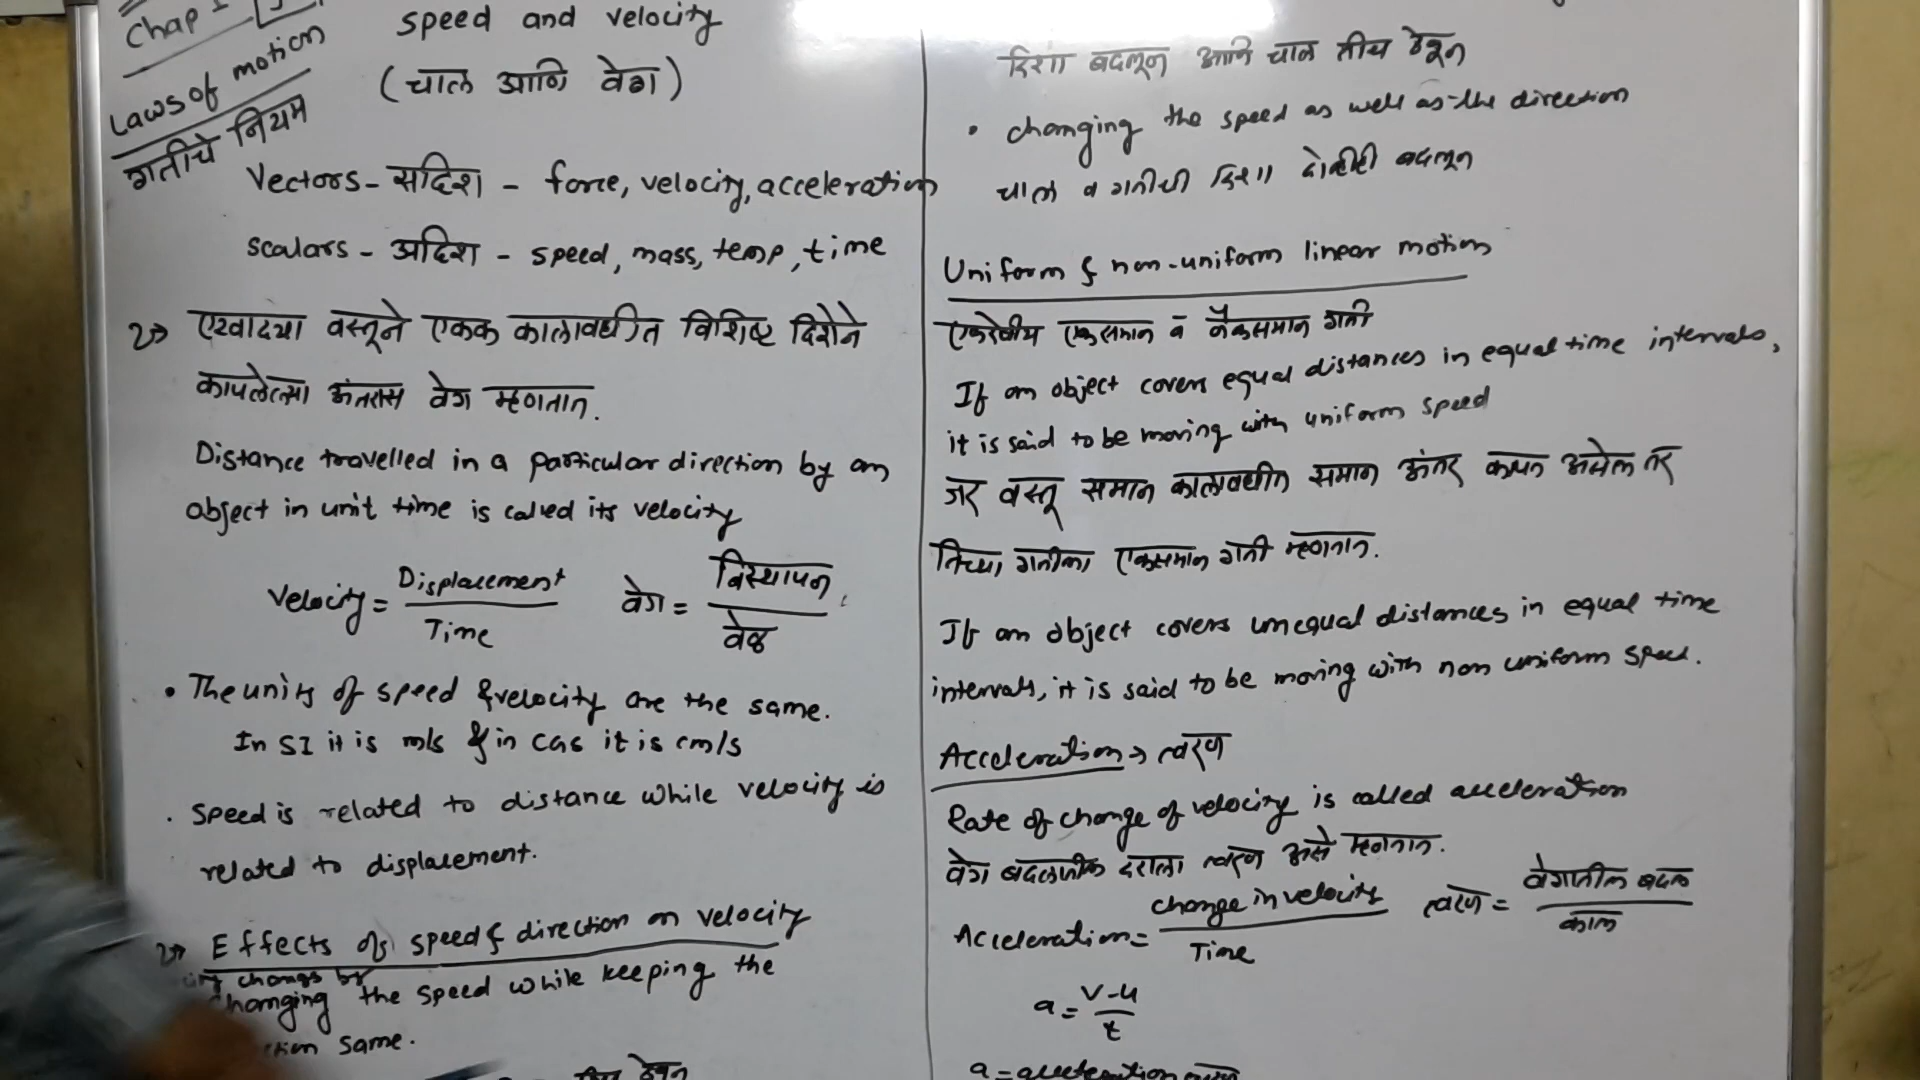 Chap
Laws of motion
गतीचे नियम
speed and velocity
(चाल आणि वेग)
Vectors - सदिश - force, velocity, acceleration
scalars - अदिश - speed, mass, temp, time
एखादया वस्तूने एकक कालावधीत विशिष्ट दिशेने
कापलेल्या अंतरास वेग म्हणतात.
Distance travelled in a particular direction by an
object in unit time is called its velocity
Velocity = Displacement / Time वेग = विस्थापन / वेळ
• The units of speed & velocity are the same.
In SI it is m/s & in CGS it is cm/s
. Speed is related to distance while velocity is
related to displacement.
Effects of speed & direction on velocity
changs by
changing the speed while keeping the
same.
ठेवून
दिशा बदलून आणि चाल तीच ठेवून
• changing the speed as well as the direction
चाल व गतीची दिशा दोन्ही बदलून
Uniform & non-uniform linear motion
एकरेषीय एकसमान व नैकसमान गती
If an object covers equal distances in equal time intervals,
it is said to be moving with uniform speed
जर वस्तू समान कालावधीत समान अंतर कापत असेल तर
तिच्या गतीला एकसमान गती म्हणतात.
If an object covers unequal distances in equal time
intervals, it is said to be moving with non uniform speed.
Acceleration → त्वरण
Rate of change of velocity is called acceleration
वेग बदलातील दराला त्वरण असे म्हणतात.
Acceleration = change in velocity / Time त्वरण = वेगातील बदल / काल
a = v-u / t
a = acceleration त्वरण